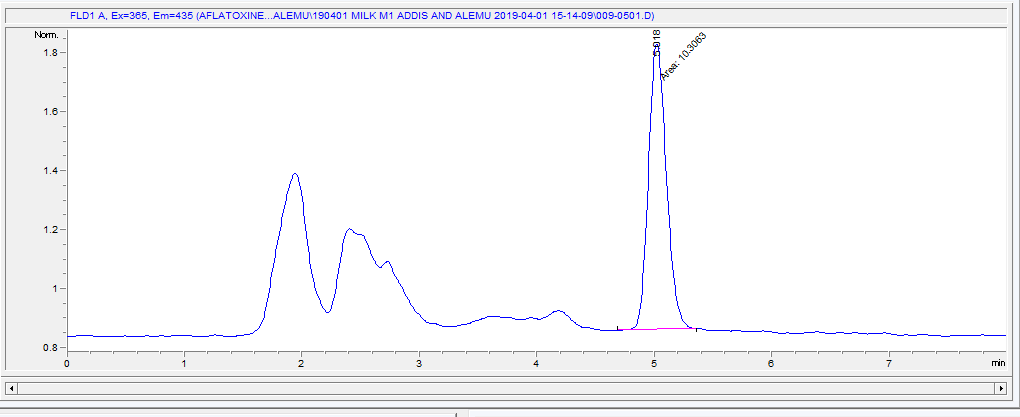 FLD1 A, Ex=365, Em=435 (AFLATOXINE...ALEMU\190401 MILK M1 ADDIS AND ALEMU 2019-04-01 15-14-09\009-0501.D)
Norm.
5.018
Area: 10.3063
1.8
1.6
1.4
1.2
1
0.8
0 1 2 3 4 5 6 7 min